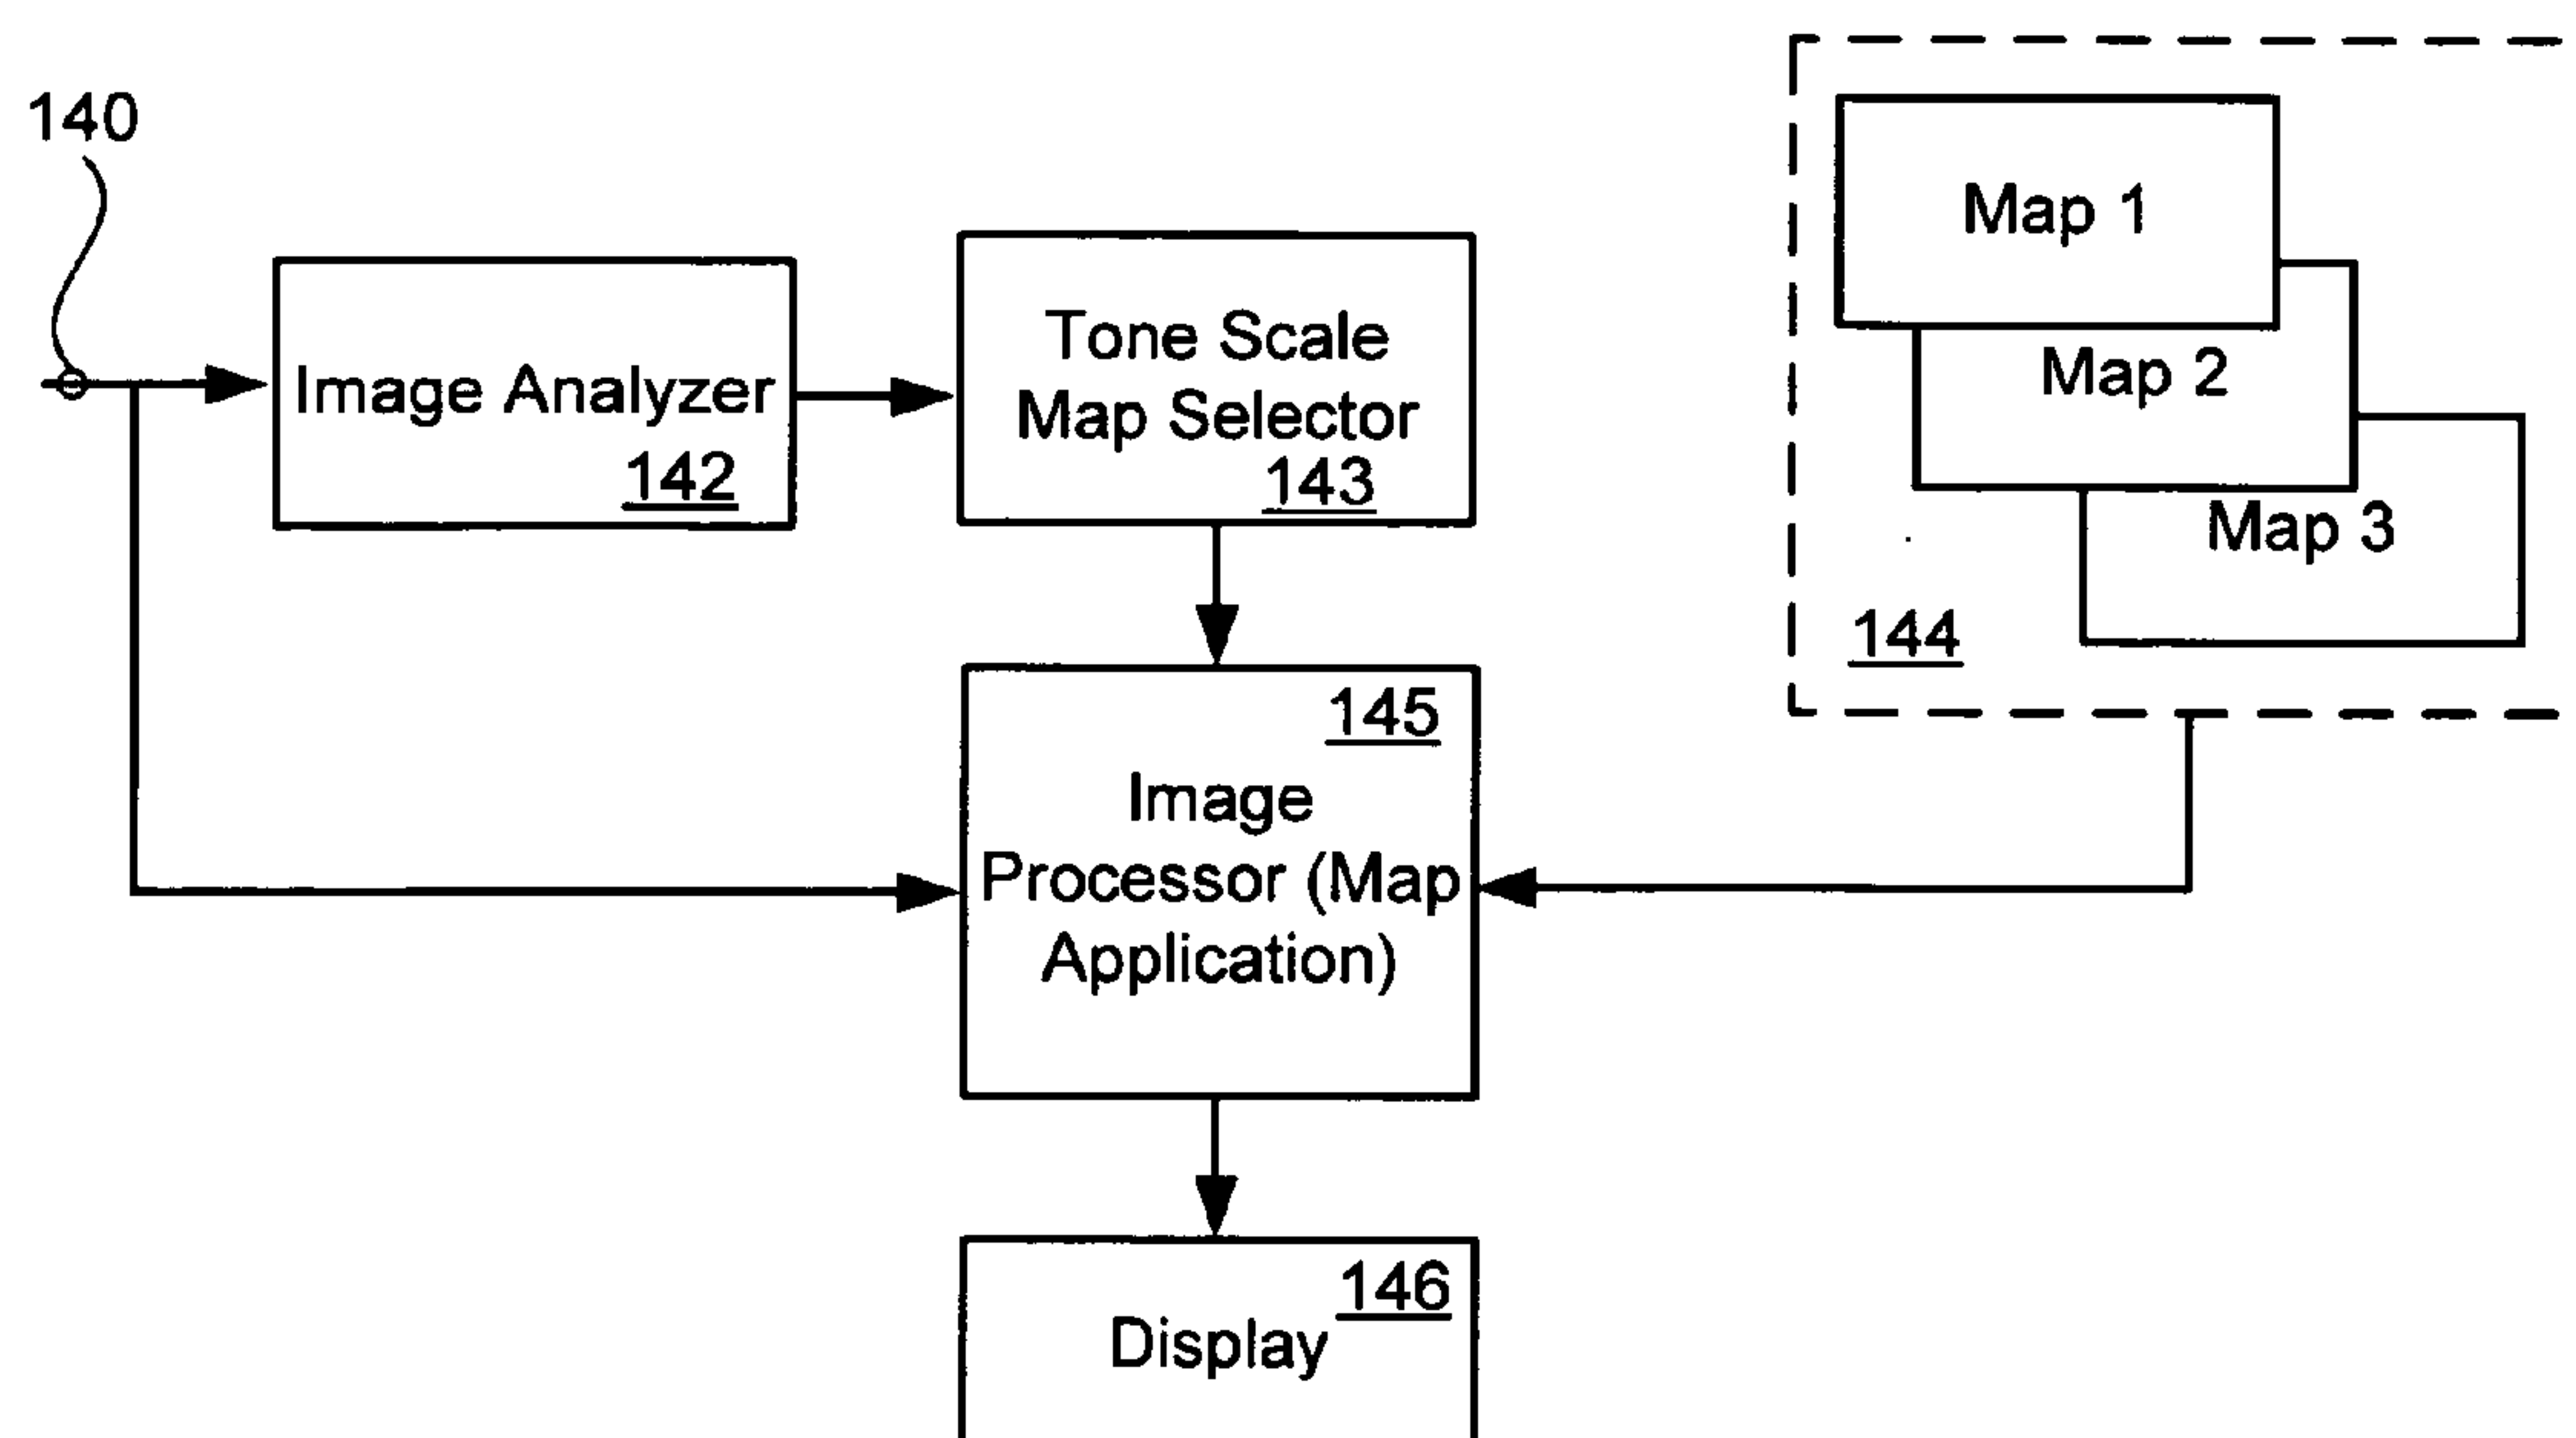 140
Image Analyzer
142
Tone Scale
Map Selector
143
Map 1
Map 2
Map 3
144
145
Image
Processor (Map
Application)
146
Display